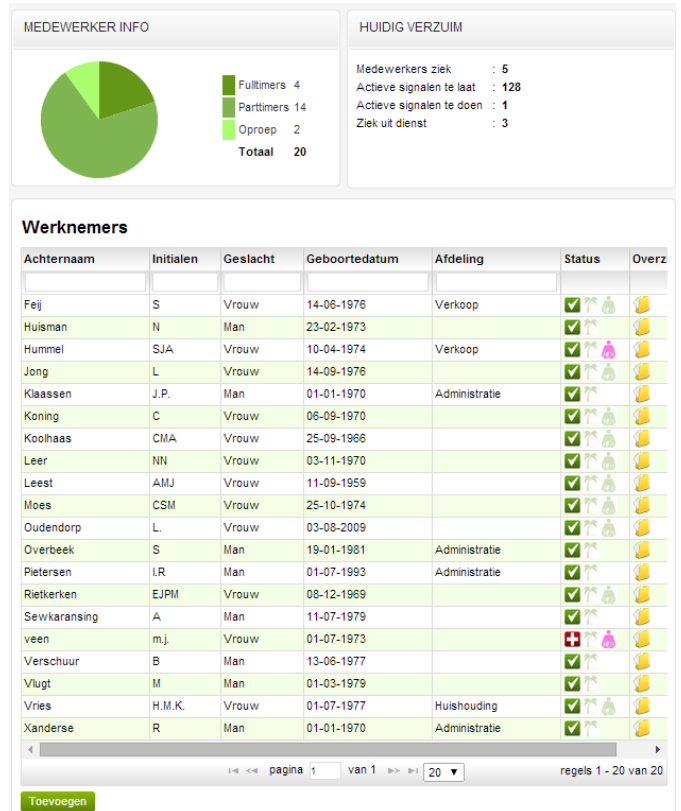 MEDEWERKER INFO
Fulltimers 4
Parttimers 14
Oproep 2
Totaal 20
HUIDIG VERZUIM
Medewerkers ziek : 5
Actieve signalen te laat : 128
Actieve signalen te doen : 1
Ziek uit dienst : 3
Werknemers
Achternaam Initialen Geslacht Geboortedatum Afdeling Status Overzi
Feij S Vrouw 14-06-1976 Verkoop
Huisman N Man 23-02-1973
Hummel SJA Vrouw 10-04-1974 Verkoop
Jong L Vrouw 14-09-1976
Klaassen J.P. Man 01-01-1970 Administratie
Koning C Vrouw 06-09-1970
Koolhaas CMA Vrouw 25-09-1966
Leer NN Vrouw 03-11-1970
Leest AMJ Vrouw 11-09-1959
Moes CSM Vrouw 25-10-1974
Oudendorp L. Vrouw 03-08-2009
Overbeek S Man 19-01-1981 Administratie
Pietersen I.R Man 01-07-1993 Administratie
Rietkerken EJPM Vrouw 08-12-1969
Sewkaransing A Man 11-07-1979
veen m.j. Vrouw 01-07-1973
Verschuur B Man 13-06-1977
Vlugt M Man 01-03-1979
Vries H.M.K. Vrouw 01-07-1977 Huishouding
Xanderse R Man 01-01-1970 Administratie
pagina 1 van 1 20 regels 1 - 20 van 20
Toevoegen